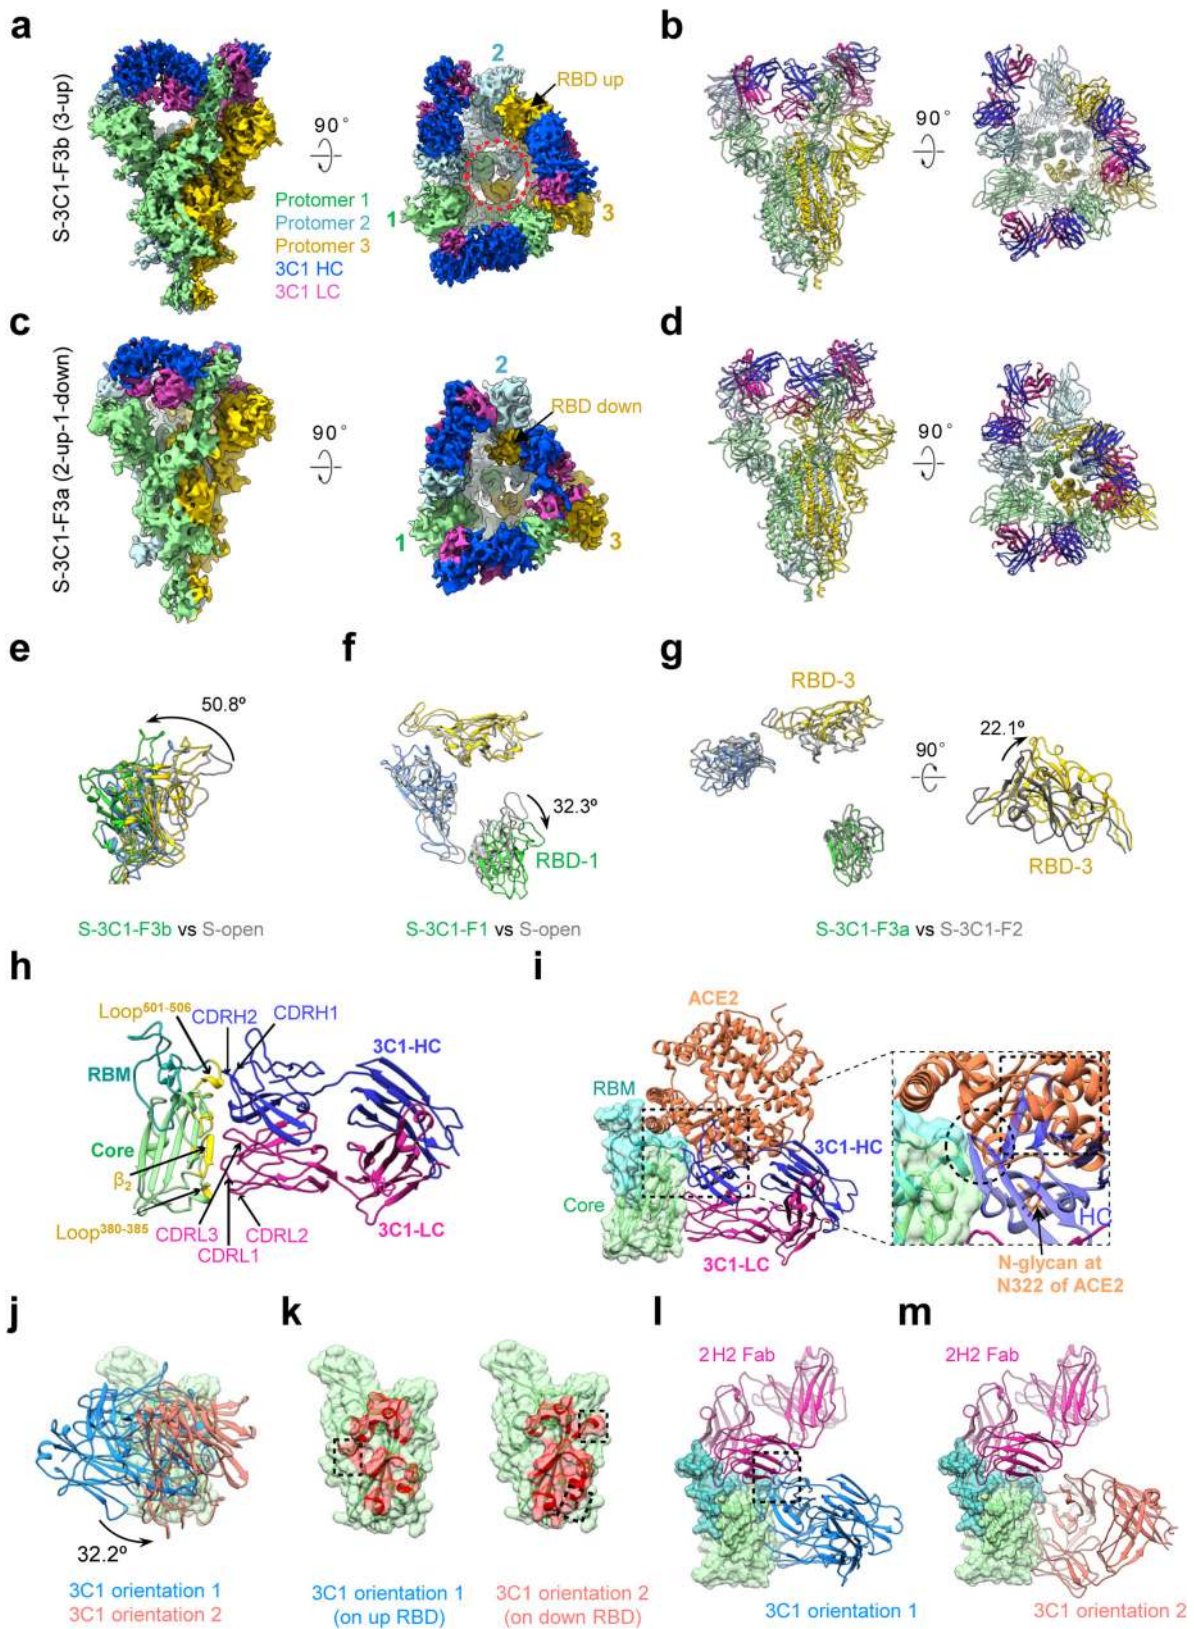 a
b
S-3C1-F3b (3-up)
90°
2
RBD up
1
3
Protomer 1
Protomer 2
Protomer 3
3C1 HC
3C1 LC
90°
c
d
S-3C1-F3a (2-up-1-down)
90°
2
RBD down
1
3
90°
e
f
g
50.8º
32.3º
RBD-1
RBD-3
90°
22.1º
RBD-3
S-3C1-F3b vs S-open
S-3C1-F1 vs S-open
S-3C1-F3a vs S-3C1-F2
h
i
Loop501-506
CDRH2
CDRH1
3C1-HC
RBM
Core
β2
Loop380-385
CDRL3
CDRL1
CDRL2
3C1-LC
ACE2
RBM
3C1-HC
Core
3C1-LC
HC
N-glycan at
N322 of ACE2
j
k
l
m
32.2º
3C1 orientation 1
3C1 orientation 2
3C1 orientation 1
(on up RBD)
3C1 orientation 2
(on down RBD)
2H2 Fab
3C1 orientation 1
2H2 Fab
3C1 orientation 2